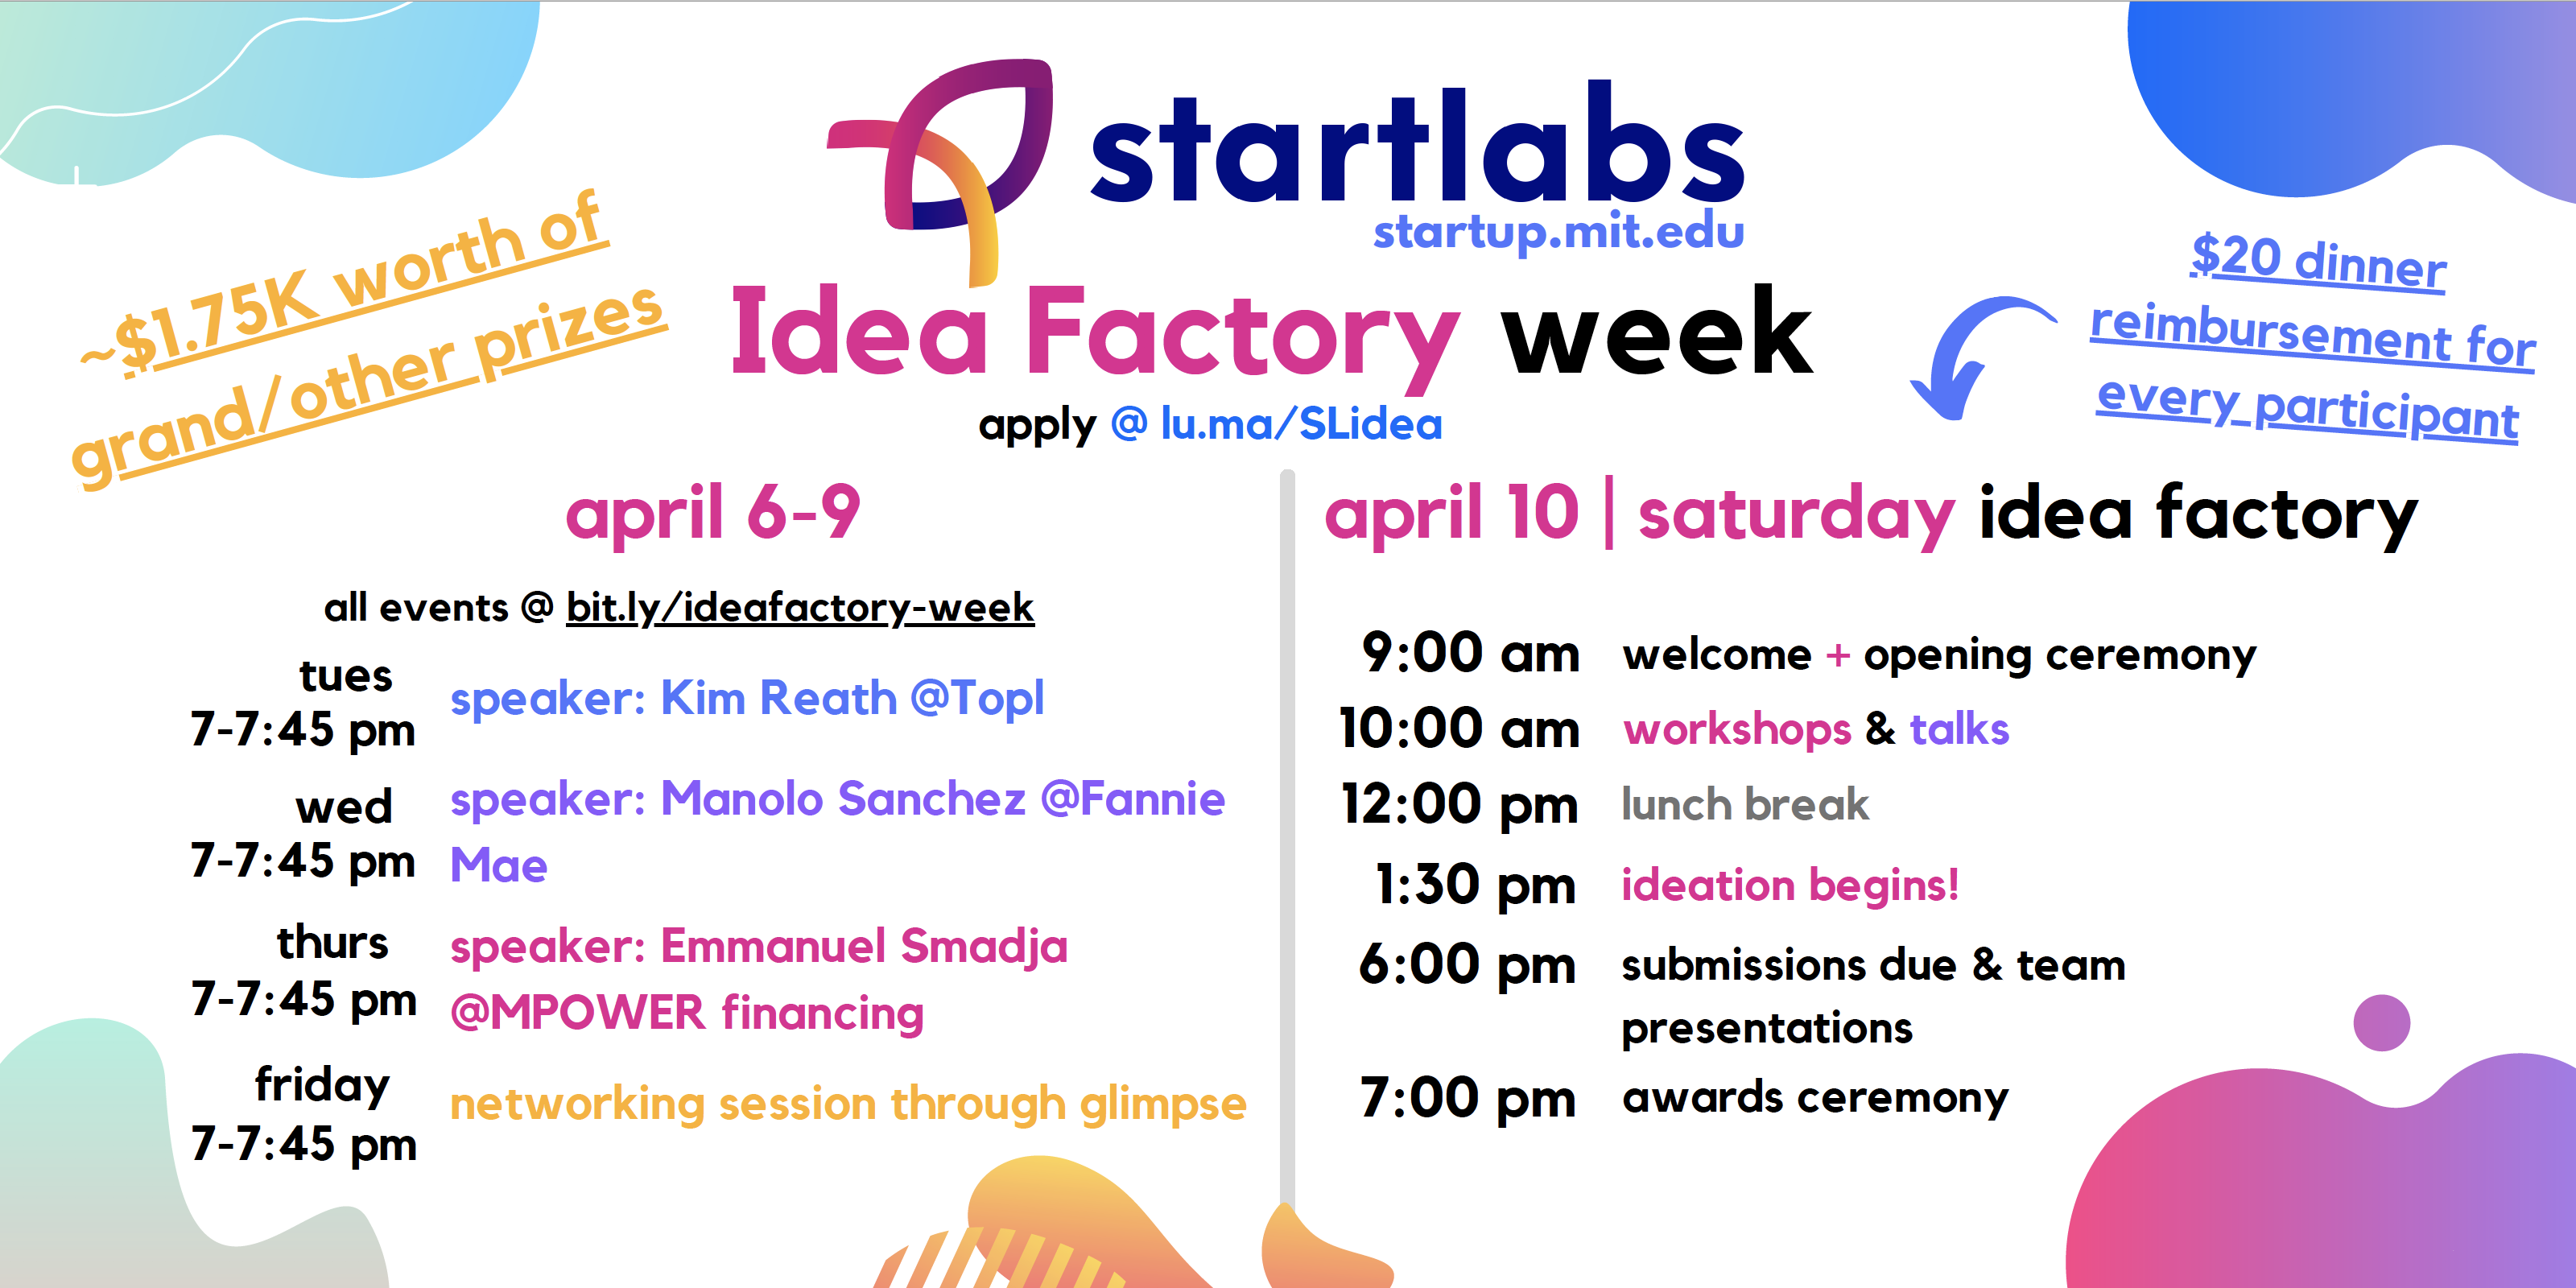 startlabs
startup.mit.edu
~$1.75K worth of
grand/other prizes
Idea Factory week
apply @ lu.ma/SLidea
$20 dinner
reimbursement for
every participant
april 6-9
all events @ bit.ly/ideafactory-week
tues
7-7:45 pm
speaker: Kim Reath @Topl
wed
7-7:45 pm
speaker: Manolo Sanchez @Fannie
Mae
thurs
7-7:45 pm
speaker: Emmanuel Smadja
@MPOWER financing
friday
7-7:45 pm
networking session through glimpse
april 10 | saturday idea factory
9:00 am welcome + opening ceremony
10:00 am workshops & talks
12:00 pm lunch break
1:30 pm ideation begins!
6:00 pm submissions due & team
presentations
7:00 pm awards ceremony